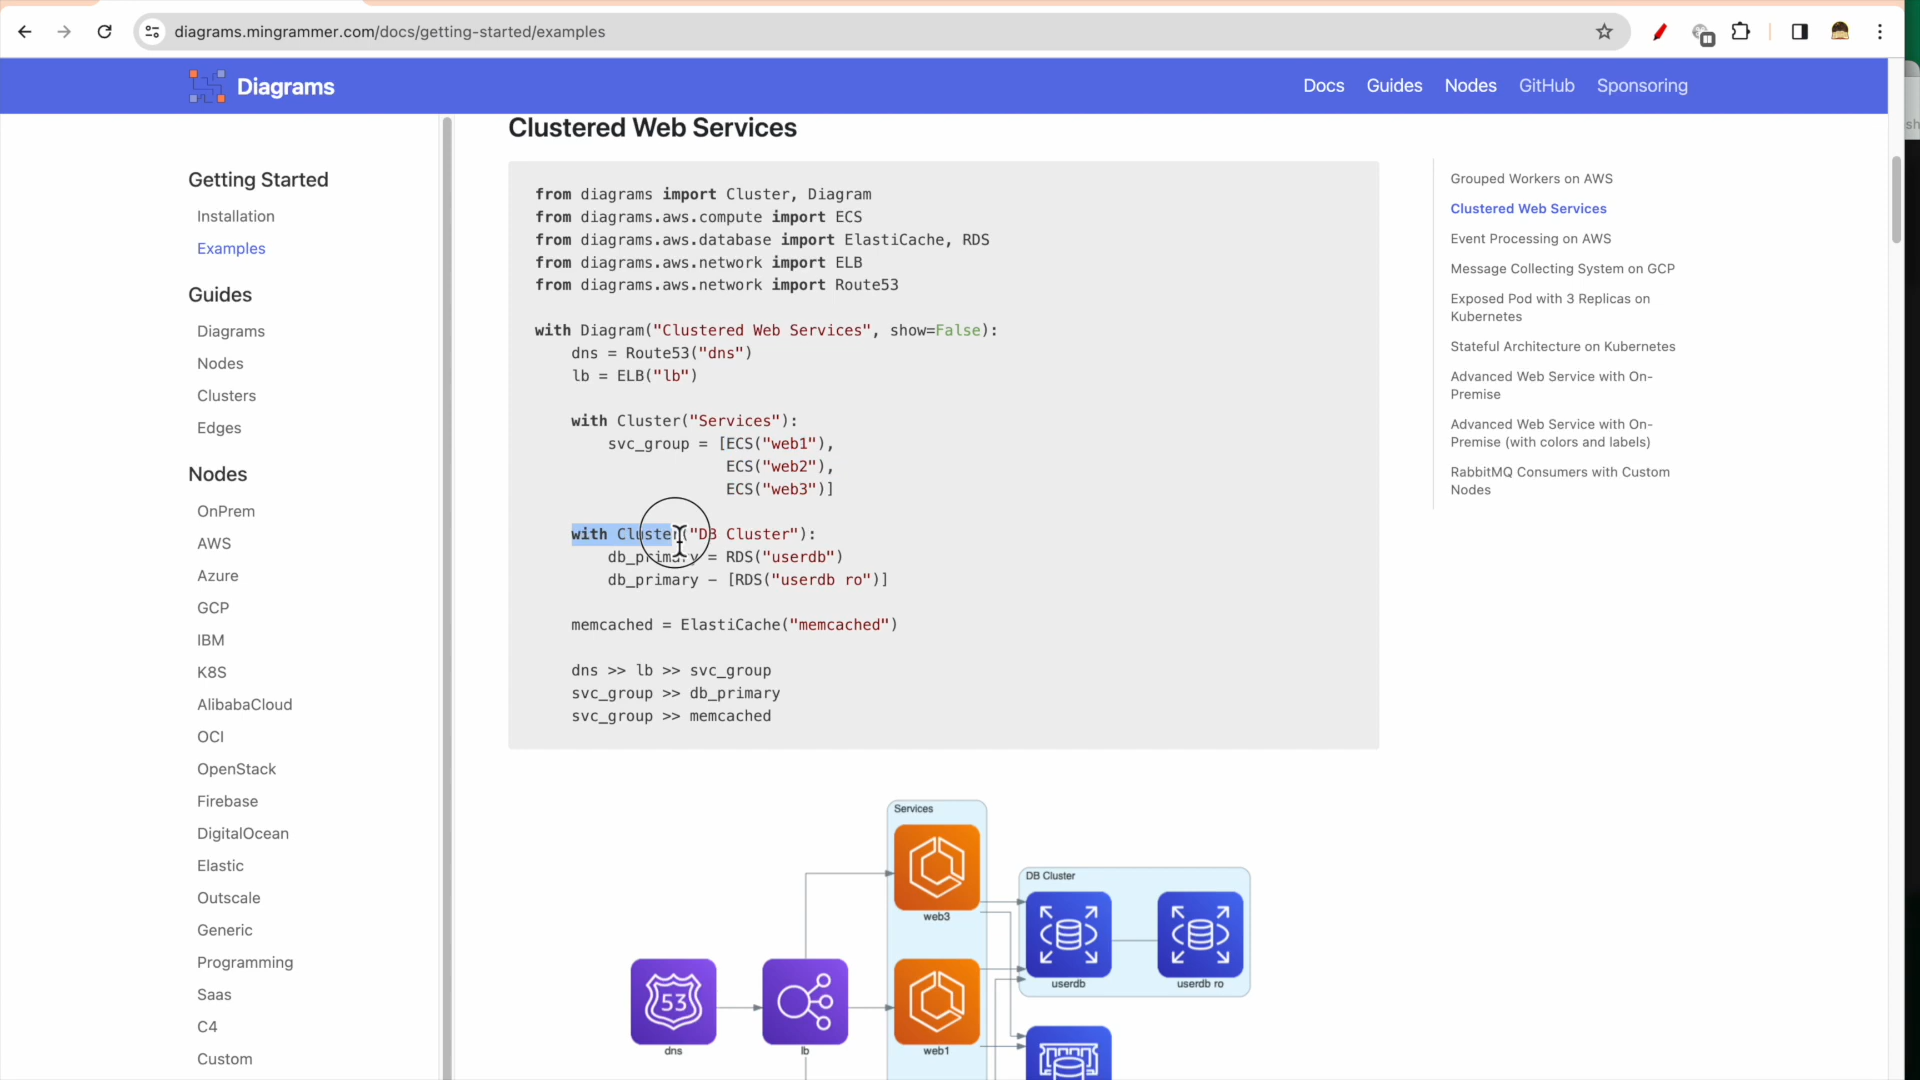 diagrams.mingrammer.com/docs/getting-started/examples
Diagrams
Docs
Guides
Nodes
GitHub
Sponsoring
Getting Started
Installation
Examples
Guides
Diagrams
Nodes
Clusters
Edges
Nodes
OnPrem
AWS
Azure
GCP
IBM
K8S
AlibabaCloud
OCI
OpenStack
Firebase
DigitalOcean
Elastic
Outscale
Generic
Programming
Saas
C4
Custom
Clustered Web Services
from diagrams import Cluster, Diagram
from diagrams.aws.compute import ECS
from diagrams.aws.database import ElastiCache, RDS
from diagrams.aws.network import ELB
from diagrams.aws.network import Route53
with Diagram("Clustered Web Services", show=False):
dns = Route53("dns")
lb = ELB("lb")
with Cluster("Services"):
svc_group = [ECS("web1"),
ECS("web2"),
ECS("web3")]
with Cluster("DB Cluster"):
db_primary = RDS("userdb")
db_primary - [RDS("userdb ro")]
memcached = ElastiCache("memcached")
dns >> lb >> svc_group
svc_group >> db_primary
svc_group >> memcached
Services
web3
DB Cluster
userdb
userdb ro
53
dns
lb
web1
Grouped Workers on AWS
Clustered Web Services
Event Processing on AWS
Message Collecting System on GCP
Exposed Pod with 3 Replicas on
Kubernetes
Stateful Architecture on Kubernetes
Advanced Web Service with On-
Premise
Advanced Web Service with On-
Premise (with colors and labels)
RabbitMQ Consumers with Custom
Nodes
sh